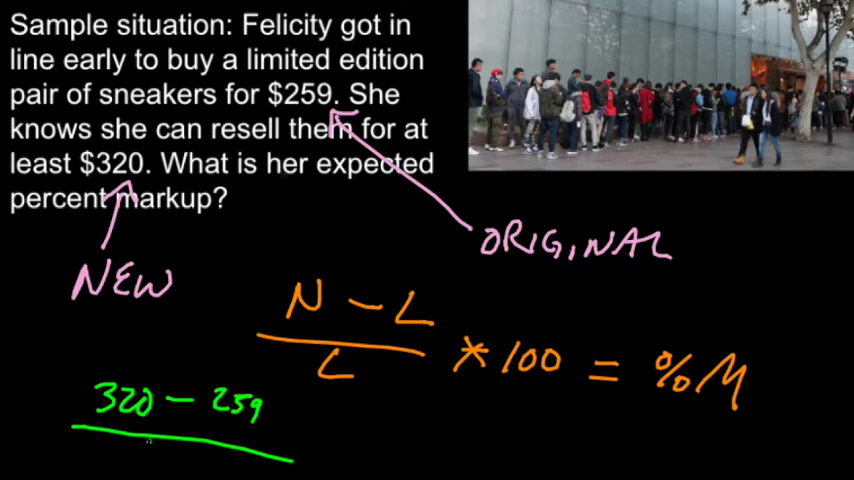 Sample situation: Felicity got in
line early to buy a limited edition
pair of sneakers for $259. She
knows she can resell them for at
least $320. What is her expected
percent markup?
ORIGINAL
NEW
N - L
L
* 100 = % M
320 - 259